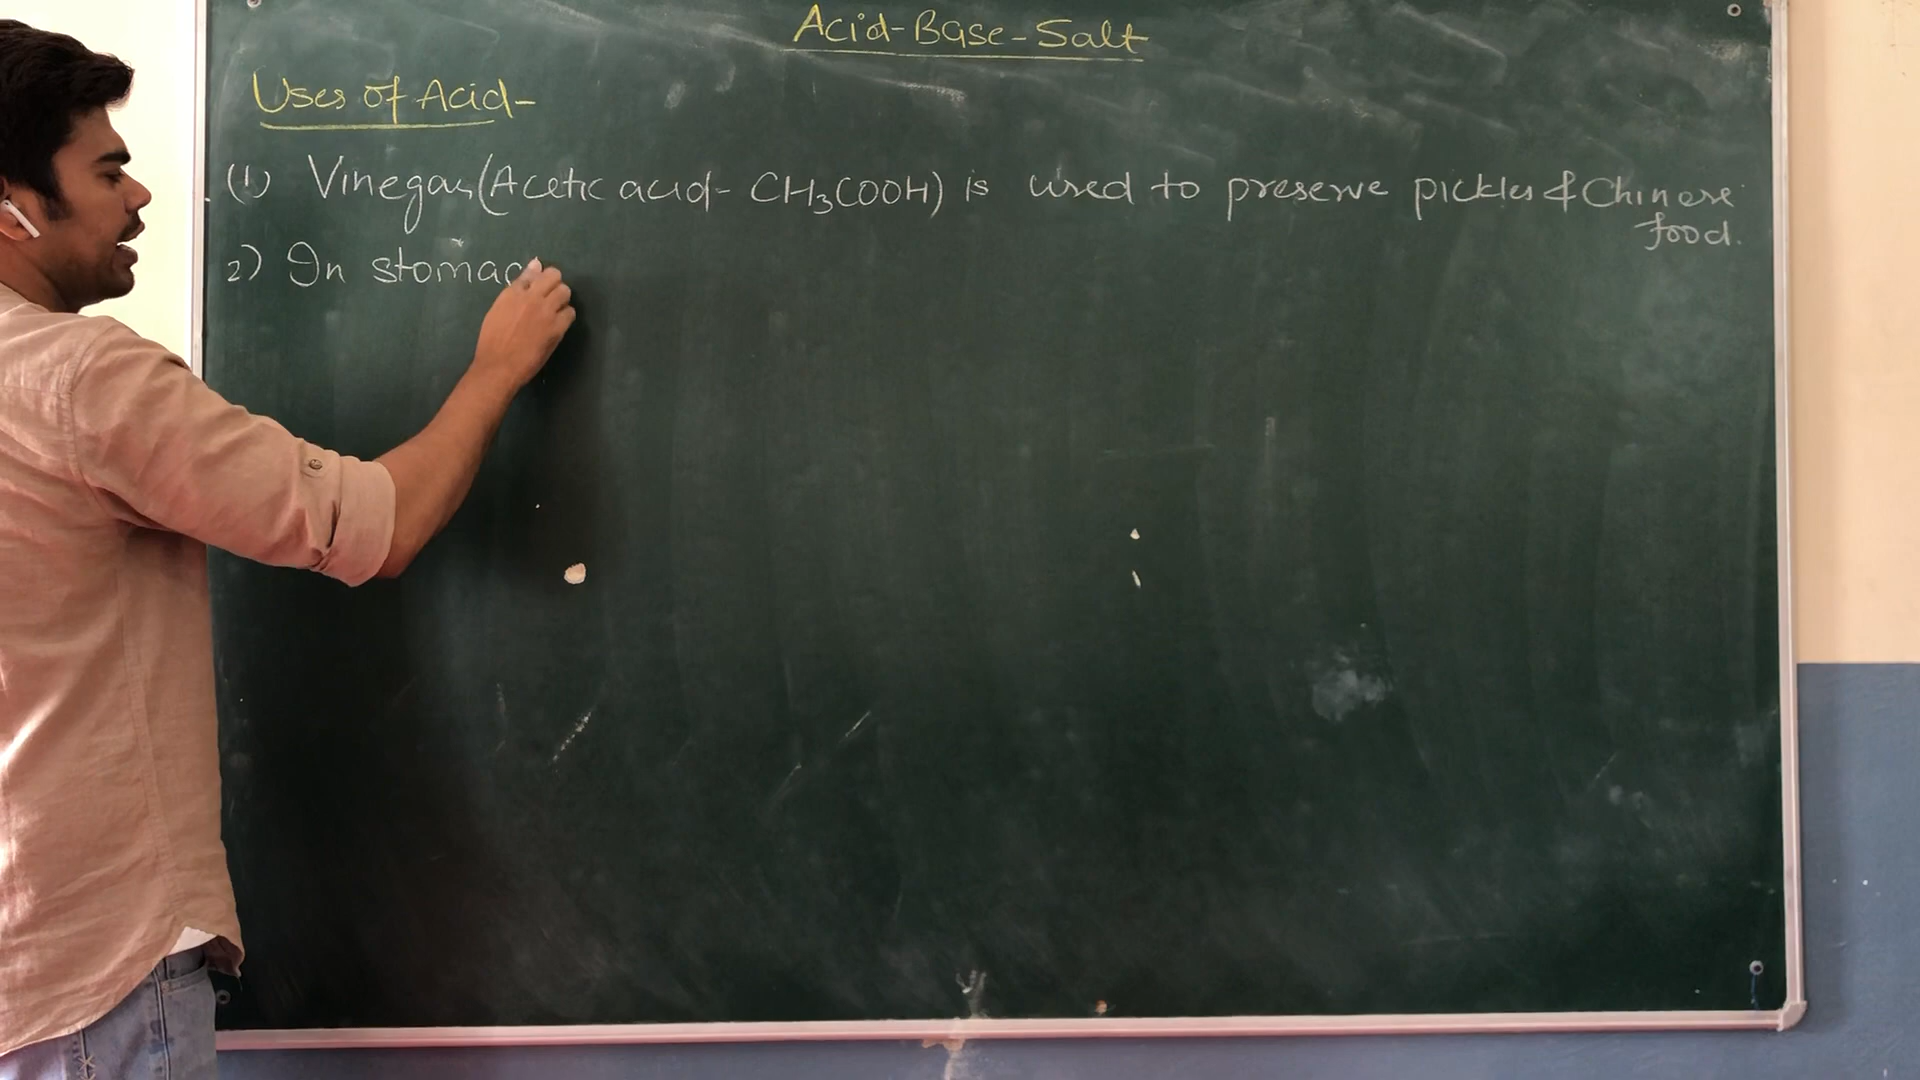 Acid-Base-Salt
Uses of Acid-
(1) Vinegar (Acetic acid- CH3COOH) is used to preserve pickles & Chinese
food.
2) In stomac